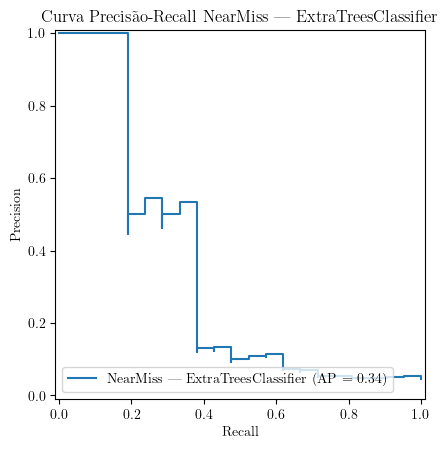 Curva Precisão-Recall NearMiss — ExtraTreesClassifier
1.0
0.8
0.6
0.4
0.2
0.0
Precision
NearMiss — ExtraTreesClassifier (AP = 0.34)
0.0 0.2 0.4 0.6 0.8 1.0
Recall